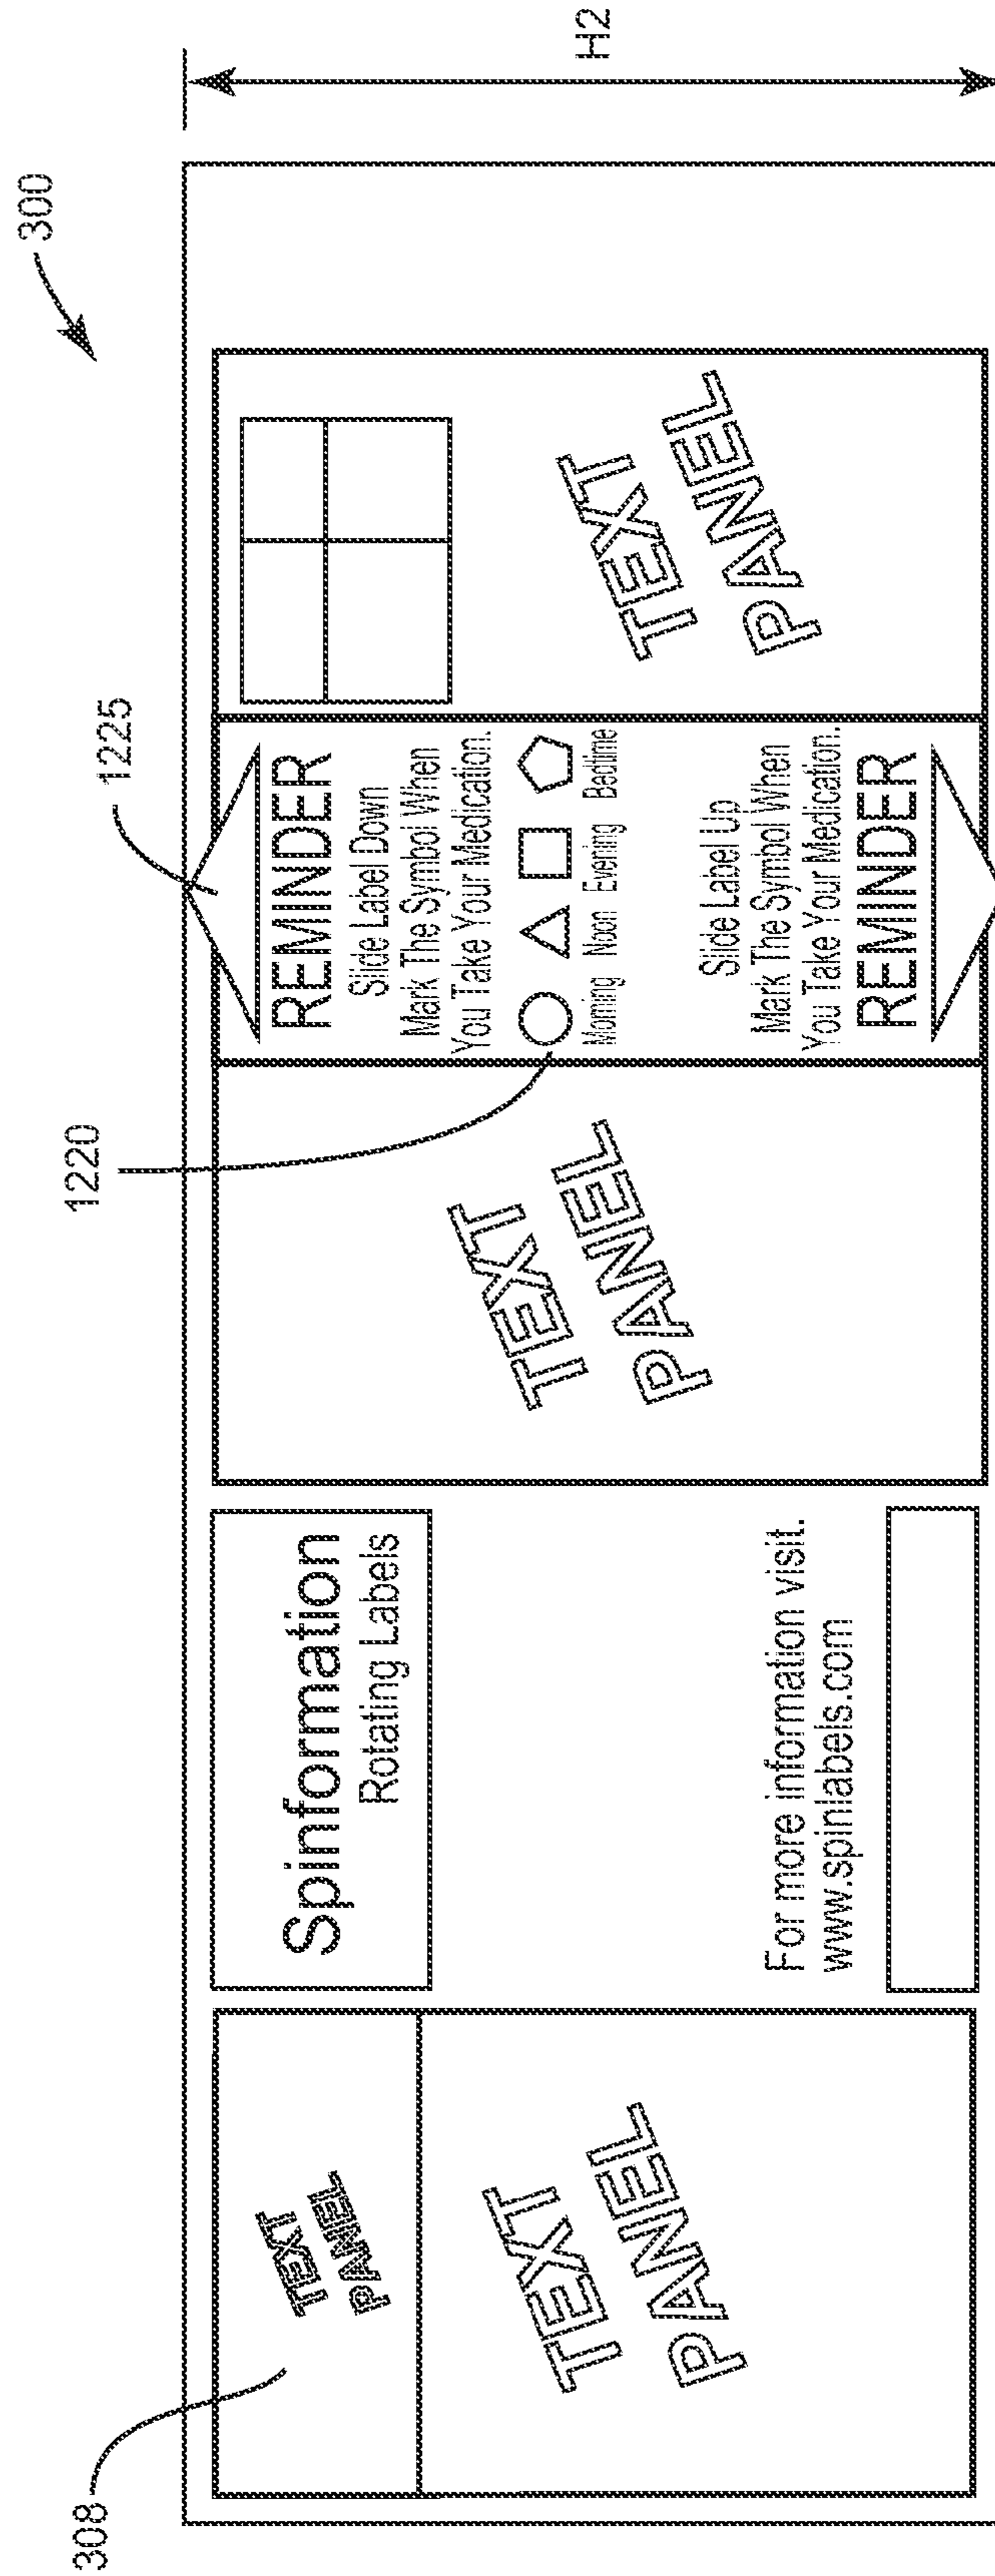 300
1225
1220
308
H2
TEXT
PANEL
TEXT
PANEL
Spinformation
Rotating Labels
For more information visit.
www.spinlabels.com
TEXT
PANEL
REMINDER
Slide Label Down
Mark The Symbol When
You Take Your Medication.
Morning Noon Evening Bedtime
Slide Label Up
Mark The Symbol When
You Take Your Medication.
REMINDER
TEXT
PANEL